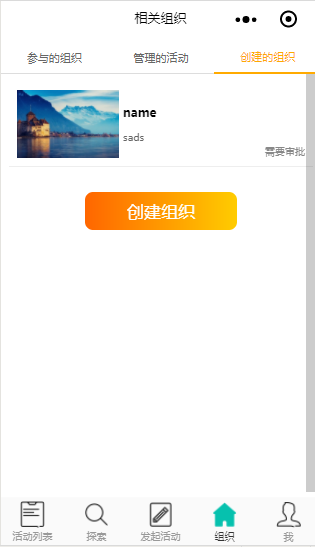 相关组织
参与的组织 管理的活动 创建的组织
name
sads
需要审批
创建组织
活动列表 探索 发起活动 组织 我